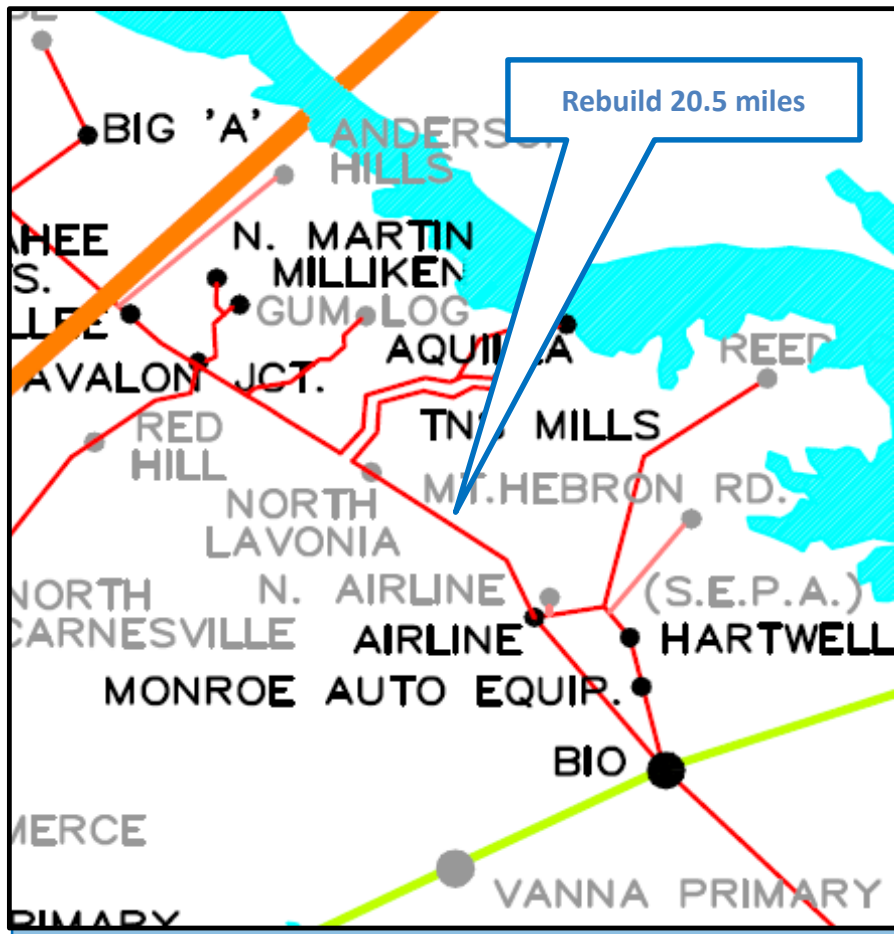 Rebuild 20.5 miles
BIG 'A'
HILLS
N. MARTIN
MILLIKEN
GUM LOG
AVALON JCT.
REED
RED
HILL
TNS MILLS
MT.HEBRON RD.
NORTH
LAVONIA
NORTH
N. AIRLINE
(S.E.P.A.)
CARNESVILLE
AIRLINE
HARTWELL
MONROE AUTO EQUIP.
BIO
VANNA PRIMARY